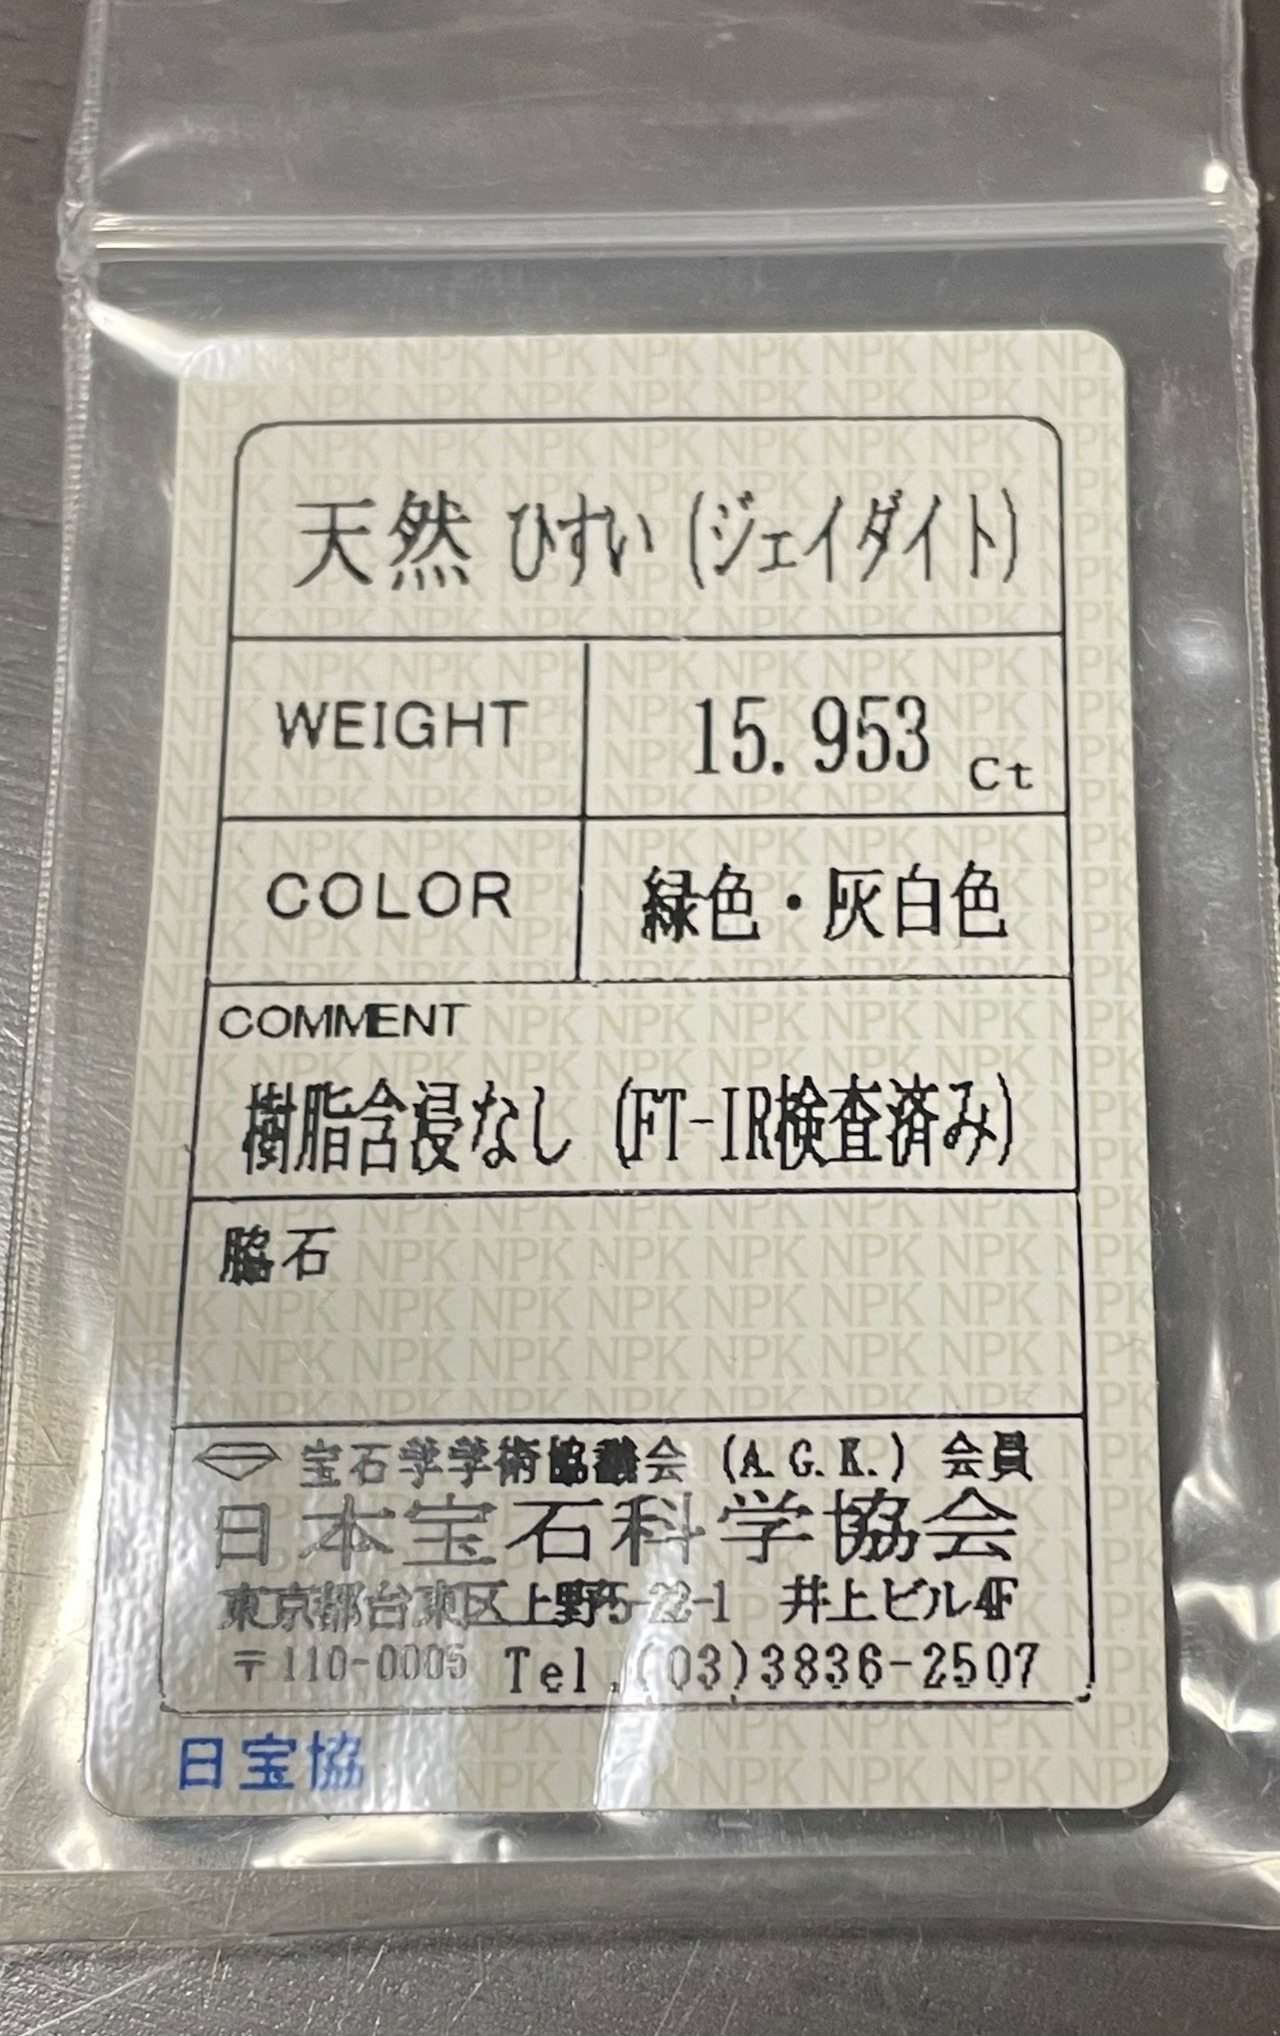 天然 ひすい (ジェイダイト)
WEIGHT 15.953 Ct
COLOR 緑色・灰白色
COMMENT
樹脂含浸なし (FT-IR検査済み)
脇石
宝石学学術協議会 (A.G.K.) 会員
日本宝石科学協会
東京都台東区上野5-22-1 井上ビル4F
〒110-0005 Tel.(03)3836-2507
日宝協
NPK